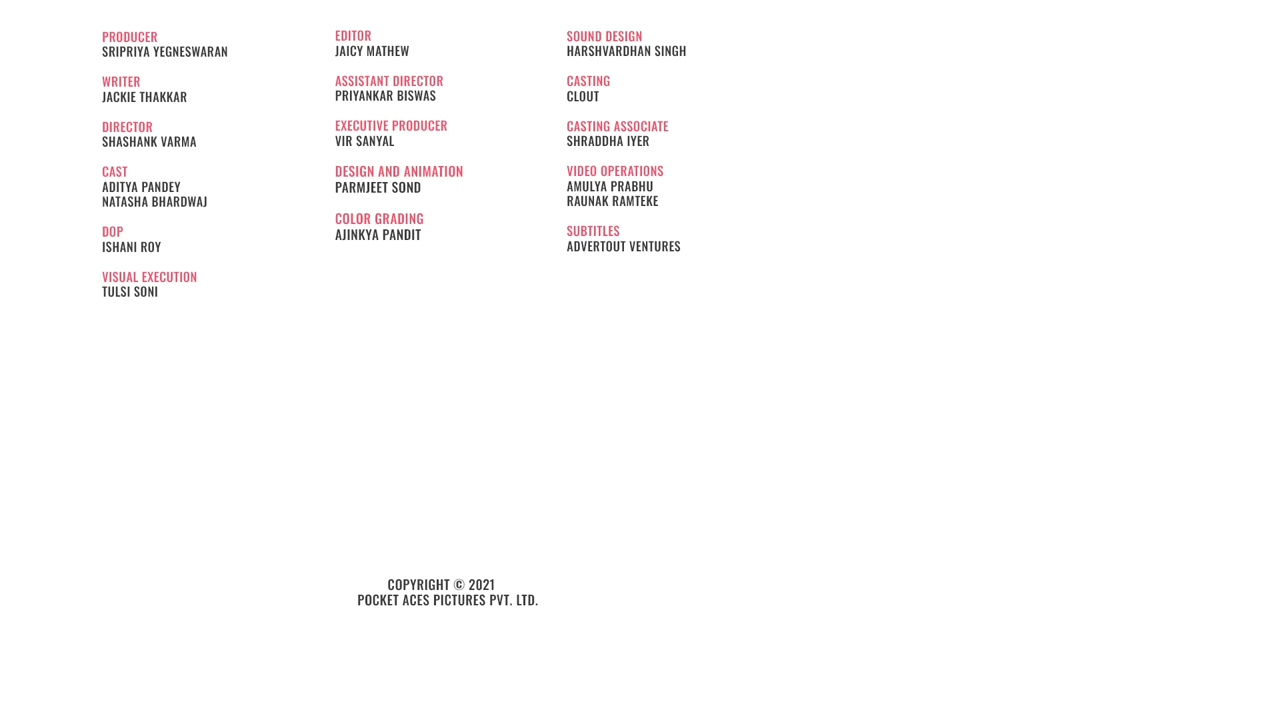 PRODUCER
SRIPRIYA YEGNESWARAN
WRITER
JACKIE THAKKAR
DIRECTOR
SHASHANK VARMA
CAST
ADITYA PANDEY
NATASHA BHARDWAJ
DOP
ISHANI ROY
VISUAL EXECUTION
TULSI SONI
EDITOR
JAICY MATHEW
ASSISTANT DIRECTOR
PRIYANKAR BISWAS
EXECUTIVE PRODUCER
VIR SANYAL
DESIGN AND ANIMATION
PARMJEET SOND
COLOR GRADING
AJINKYA PANDIT
SOUND DESIGN
HARSHVARDHAN SINGH
CASTING
CLOUT
CASTING ASSOCIATE
SHRADDHA IYER
VIDEO OPERATIONS
AMULYA PRABHU
RAUNAK RAMTEKE
SUBTITLES
ADVERTOUT VENTURES
COPYRIGHT © 2021
POCKET ACES PICTURES PVT. LTD.